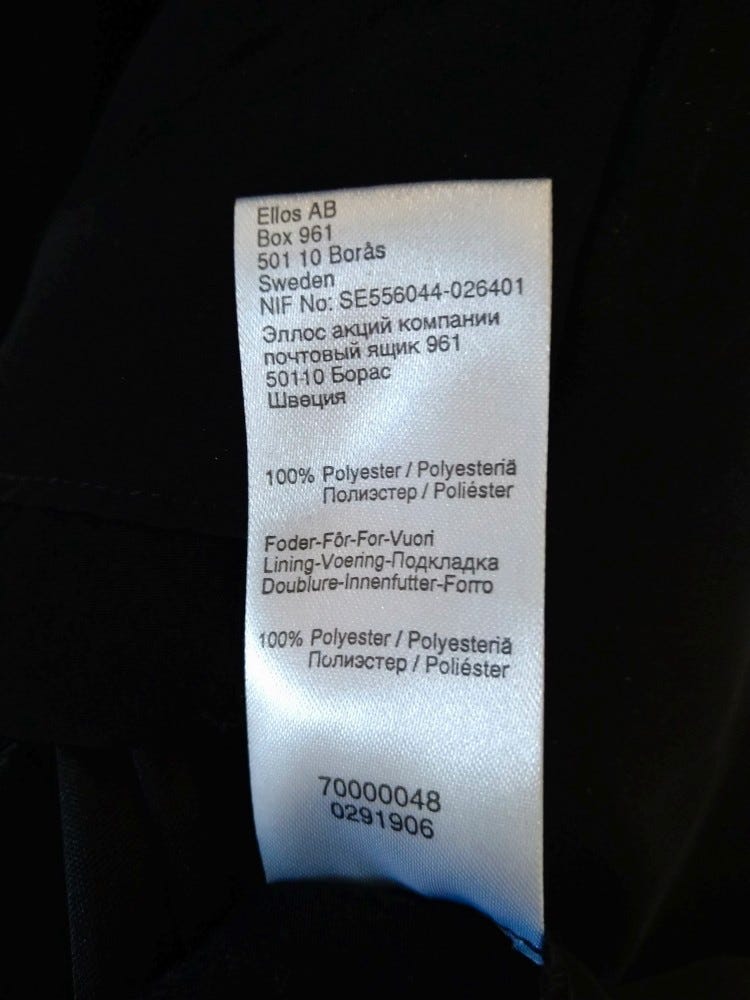 Ellos AB
Box 961
501 10 Borås
Sweden
NIF No: SE556044-026401
Эллос акций компании
почтовый ящик 961
50110 Борас
Швеция
100% Polyester / Polyesteriä
Полиэстер / Poliéster
Foder-Fôr-For-Vuori
Lining-Voering-Подкладка
Doublure-Innenfutter-Forro
100% Polyester / Polyesteriä
Полиэстер / Poliéster
70000048
0291906